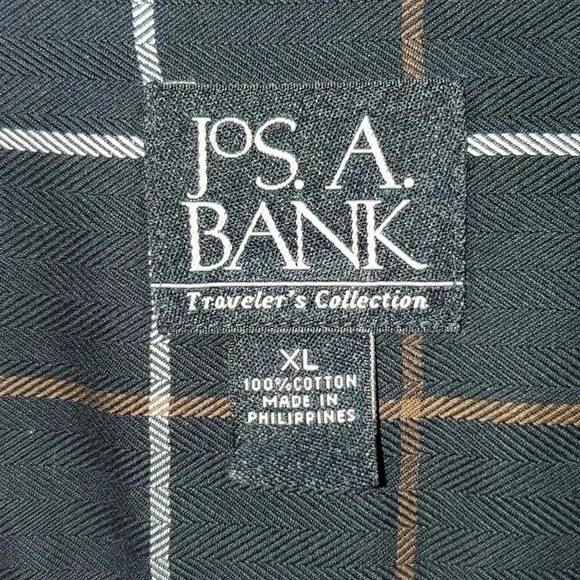 JoS. A.
BANK
Traveler's Collection
XL
100% COTTON
MADE IN
PHILIPPINES